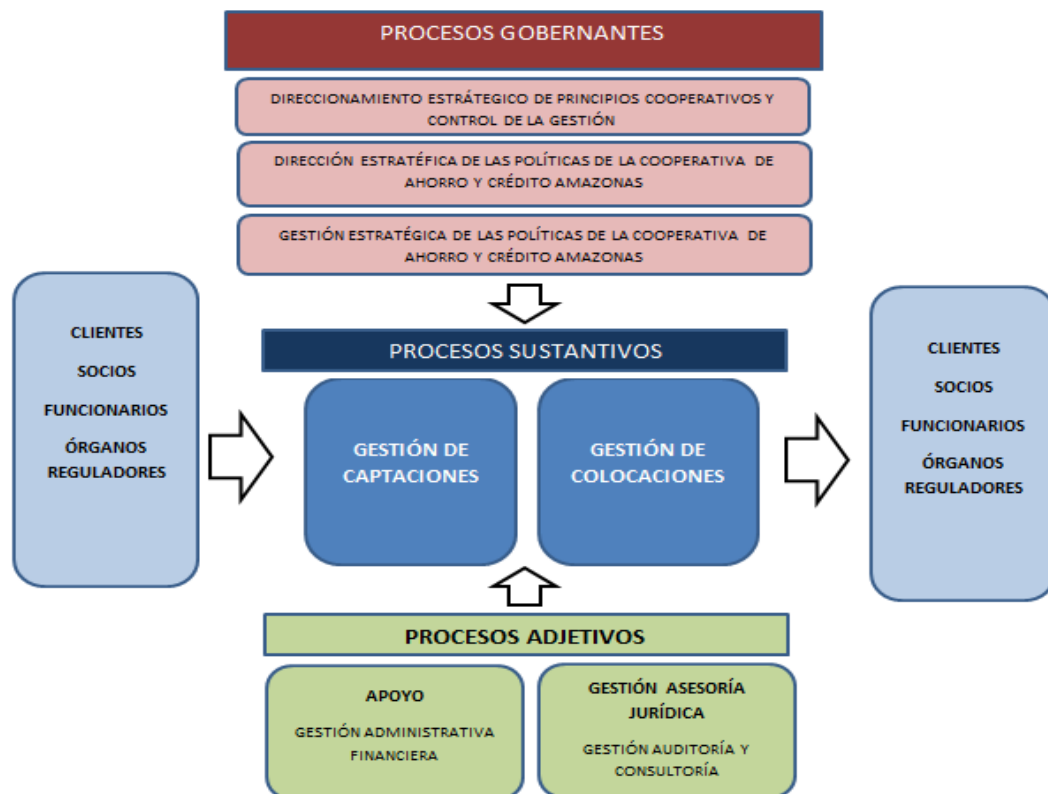 PROCESOS GOBERNANTES
DIRECCIONAMIENTO ESTRÁTEGICO DE PRINCIPIOS COOPERATIVOS Y
CONTROL DE LA GESTIÓN
DIRECCIÓN ESTRATÉFICA DE LAS POLÍTICAS DE LA COOPERATIVA DE
AHORRO Y CRÉDITO AMAZONAS
GESTIÓN ESTRATÉGICA DE LAS POLÍTICAS DE LA COOPERATIVA DE
AHORRO Y CRÉDITO AMAZONAS
CLIENTES
SOCIOS
FUNCIONARIOS
ÓRGANOS
REGULADORES
PROCESOS SUSTANTIVOS
GESTIÓN DE
CAPTACIONES
GESTIÓN DE
COLOCACIONES
CLIENTES
SOCIOS
FUNCIONARIOS
ÓRGANOS
REGULADORES
PROCESOS ADJETIVOS
APOYO
GESTIÓN ADMINISTRATIVA
FINANCIERA
GESTIÓN ASESORÍA
JURÍDICA
GESTIÓN AUDITORÍA Y
CONSULTORÍA